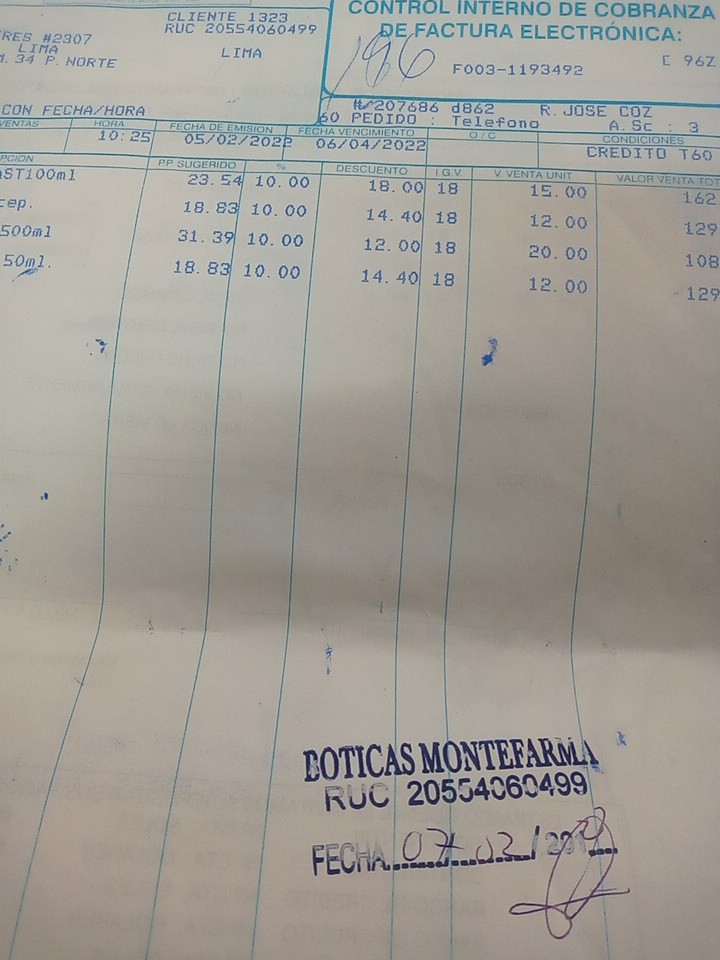 CONTROL INTERNO DE COBRANZA
DE FACTURA ELECTRÓNICA:
CLIENTE 1323
RUC 20554060499
RES #2307
LIMA
LIMA
M.34 P.NORTE
196
F003-1193492
[ 96Z
CON FECHA/HORA
#/207686 d862 R.JOSE COZ
60 PEDIDO : Telefono A.Sc : 3
VENTAS HORA FECHA DE EMISION FECHA VENCIMIENTO O / C CONDICIONES
10:25 05/02/2022 06/04/2022 CREDITO T60
PCION PP SUGERIDO % DESCUENTO I G V V VENTA UNIT VALOR VENTA TOT
AST100ml 23.54 10.00 18.00 18 15.00 162
cep. 18.83 10.00 14.40 18 12.00 129
500ml 31.39 10.00 12.00 18 20.00 108
50ml. 18.83 10.00 14.40 18 12.00 129
BOTICAS MONTEFARMA
RUC 20554060499
FECHA 07/02/201